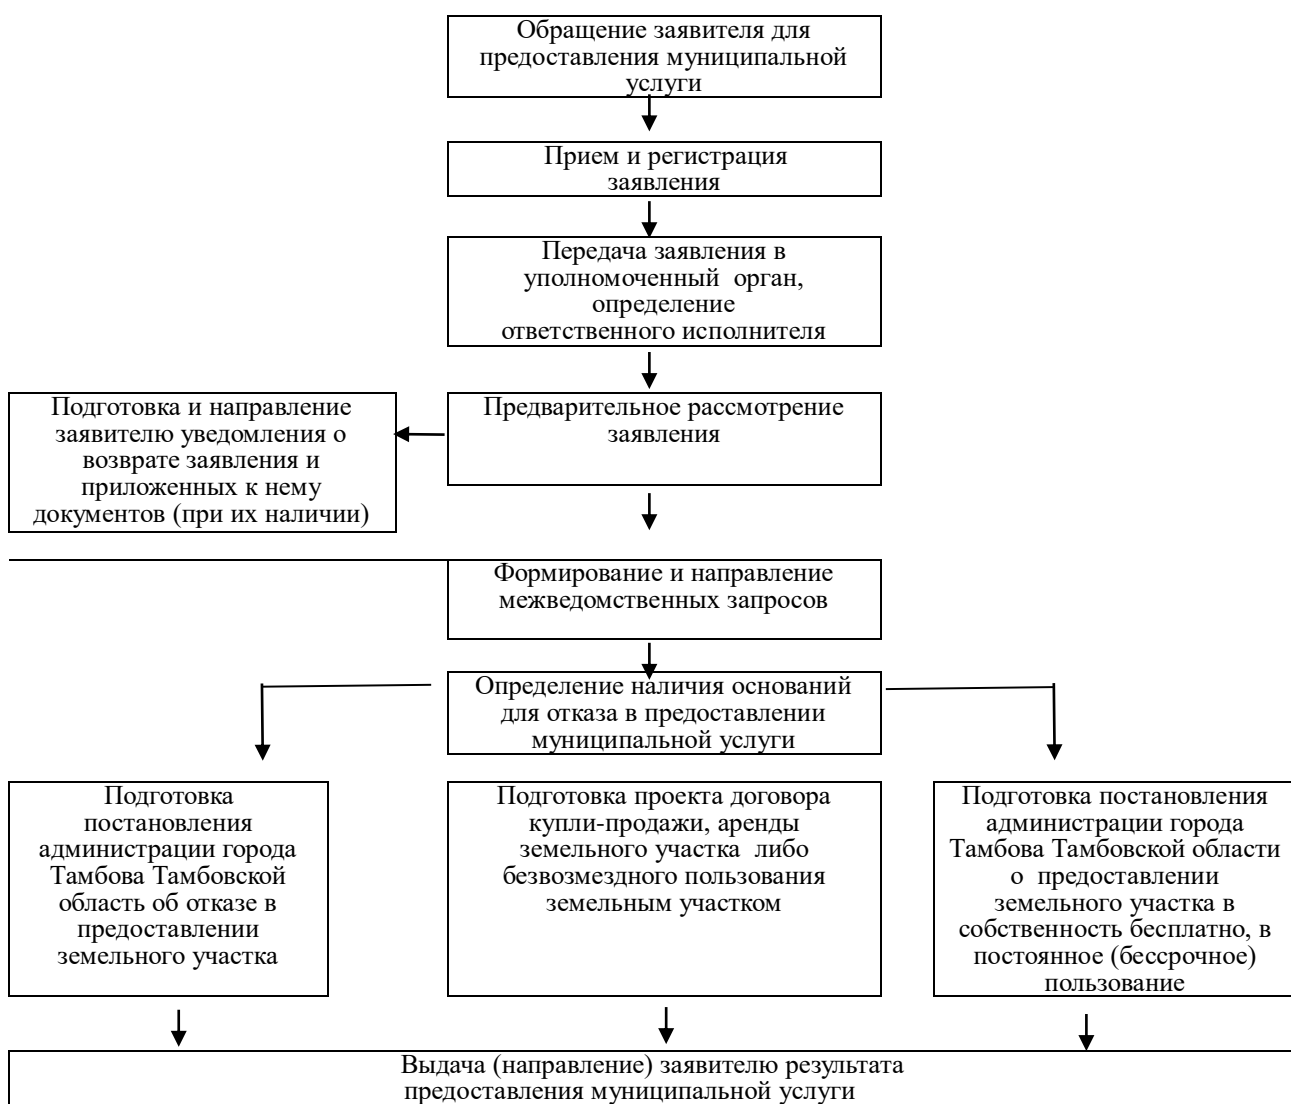 Обращение заявителя для
предоставления муниципальной
услуги
Прием и регистрация
заявления
Передача заявления в
уполномоченный орган,
определение
ответственного исполнителя
Подготовка и направление
заявителю уведомления о
возврате заявления и
приложенных к нему
документов (при их наличии)
Предварительное рассмотрение
заявления
Формирование и направление
межведомственных запросов
Определение наличия оснований
для отказа в предоставлении
муниципальной услуги
Подготовка
постановления
администрации города
Тамбова Тамбовской
область об отказе в
предоставлении
земельного участка
Подготовка проекта договора
купли-продажи, аренды
земельного участка либо
безвозмездного пользования
земельным участком
Подготовка постановления
администрации города
Тамбова Тамбовской области
о предоставлении
земельного участка в
собственность бесплатно, в
постоянное (бессрочное)
пользование
Выдача (направление) заявителю результата
предоставления муниципальной услуги